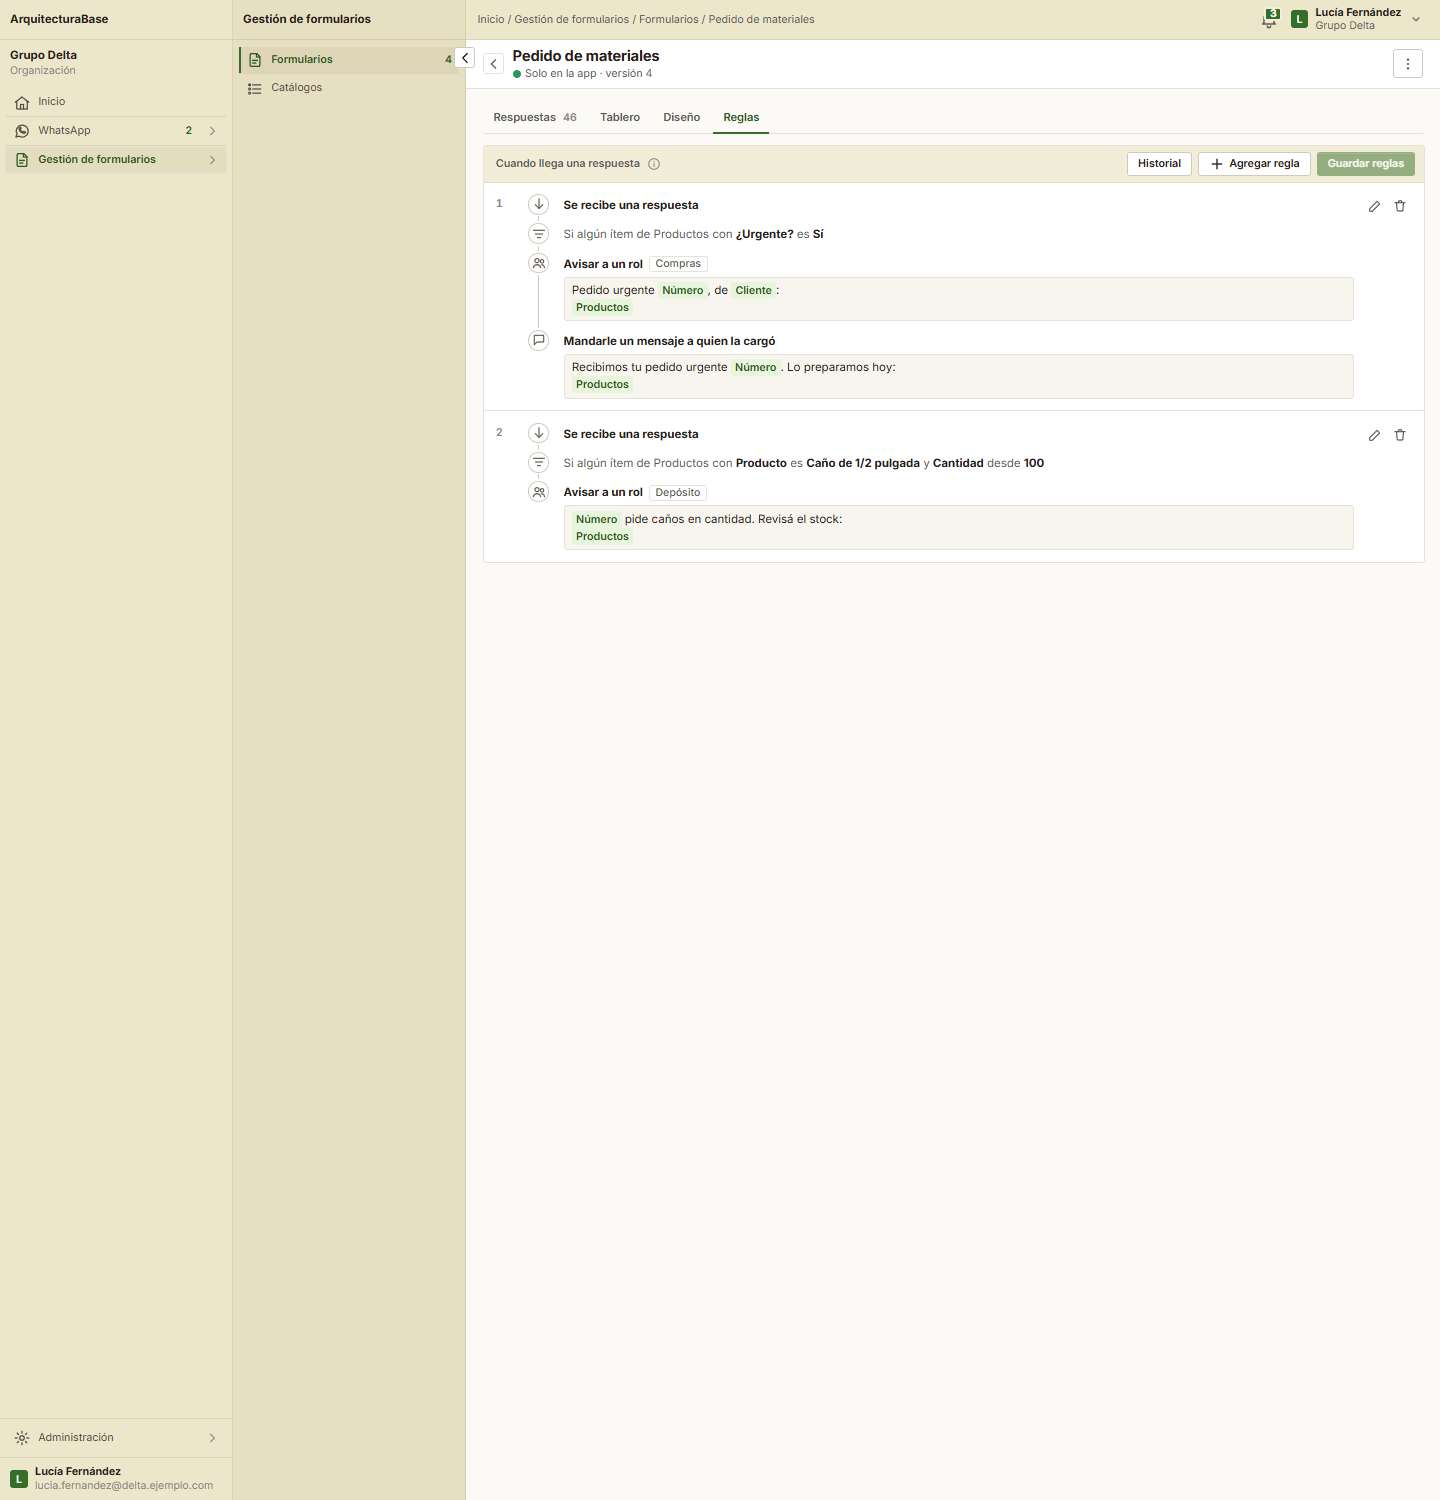 ArquitecturaBase
Grupo Delta
Organización
Inicio
WhatsApp 2
Gestión de formularios
Administración
L
Lucía Fernández
lucia.fernandez@delta.ejemplo.com
Gestión de formularios
Formularios 4
Catálogos
Inicio / Gestión de formularios / Formularios / Pedido de materiales
3
L
Lucía Fernández
Grupo Delta
Pedido de materiales
Solo en la app · versión 4
Respuestas 46 Tablero Diseño Reglas
Cuando llega una respuesta
Historial
Agregar regla
Guardar reglas
1
Se recibe una respuesta
Si algún ítem de Productos con ¿Urgente? es Sí
Avisar a un rol Compras
Pedido urgente Número , de Cliente :
Productos
Mandarle un mensaje a quien la cargó
Recibimos tu pedido urgente Número . Lo preparamos hoy:
Productos
2
Se recibe una respuesta
Si algún ítem de Productos con Producto es Caño de 1/2 pulgada y Cantidad desde 100
Avisar a un rol Depósito
Número pide caños en cantidad. Revisá el stock:
Productos